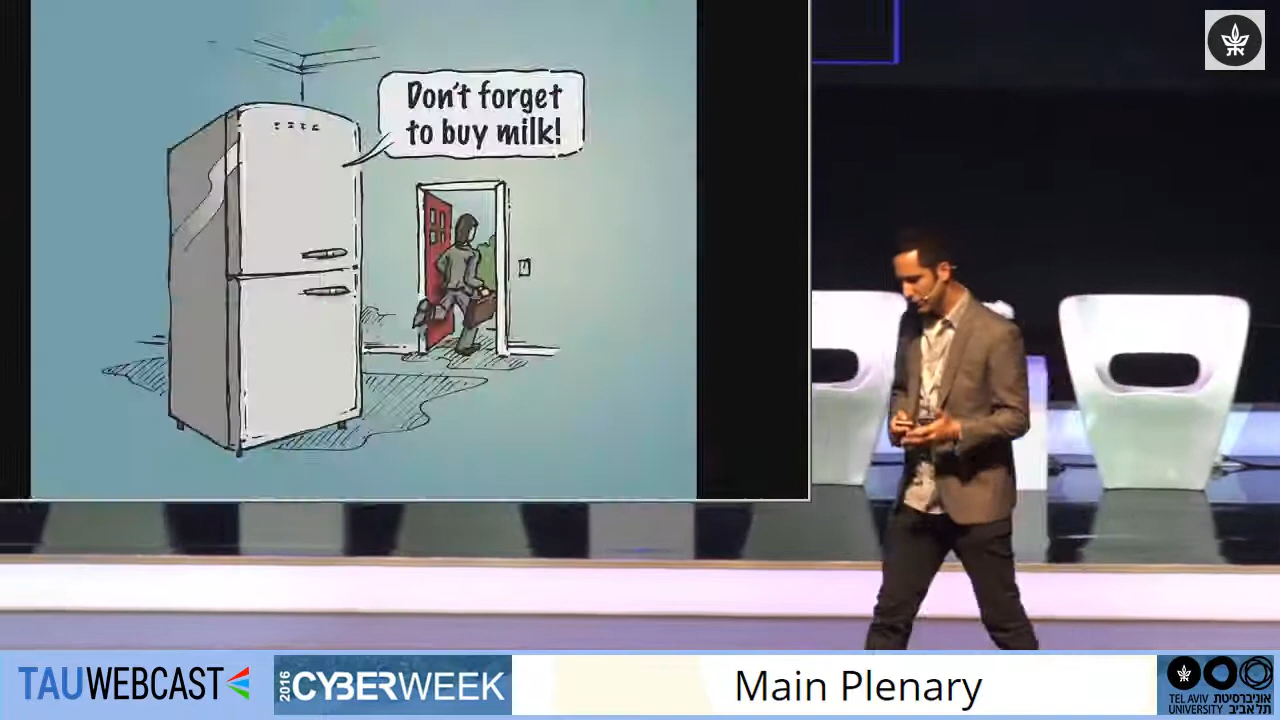 Don't forget
to buy milk!
TAUWEBCAST
2016
CYBERWEEK
Main Plenary
TEL AVIV
UNIVERSITY
אוניברסיטת
תל אביב